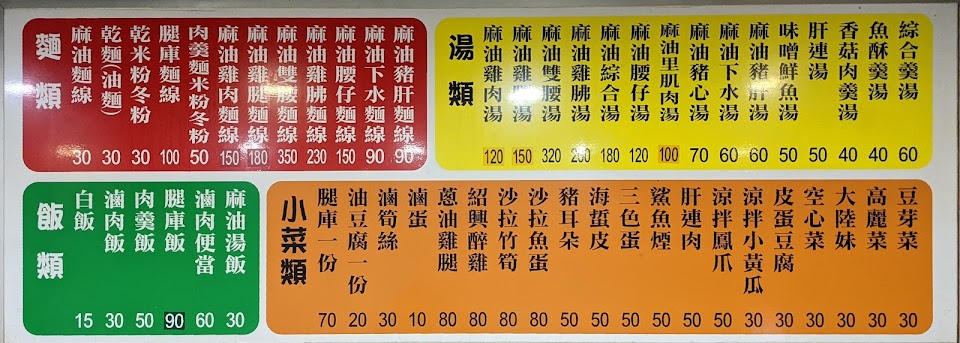 麵類
麻油麵線 30
乾麵(油麵) 30
乾米粉冬粉 30
腿庫麵線 100
肉羹麵米粉冬粉 50
麻油雞肉麵線 150
麻油雞腿麵線 180
麻油雙腰麵線 350
麻油雞胇麵線 230
麻油腰仔麵線 150
麻油下水麵線 90
麻油豬肝麵線 90
湯類
麻油雞肉湯 120
麻油雞腿湯 150
麻油雙腰湯 320
麻油雞胇湯 200
麻油綜合湯 180
麻油腰仔湯 120
麻油里肌肉湯 100
麻油豬心湯 70
麻油下水湯 60
麻油豬肝湯 60
味噌鮮魚湯 50
肝連湯 50
香菇肉羹湯 40
魚酥羹湯 40
綜合羹湯 60
飯類
白飯 15
滷肉飯 30
肉羹飯 50
腿庫飯 90
滷肉便當 60
麻油湯飯 30
小菜類
腿庫一份 70
油豆腐一份 20
滷筍絲 30
滷蛋 10
蔥油雞腿 80
紹興醉雞 80
沙拉竹筍 80
沙拉魚蛋 80
豬耳朵 50
海蜇皮 50
三色蛋 50
鯊魚煙 50
肝連肉 50
涼拌鳳爪 50
涼拌小黃瓜 30
皮蛋豆腐 30
空心菜 30
大陸妹 30
高麗菜 30
豆芽菜 30